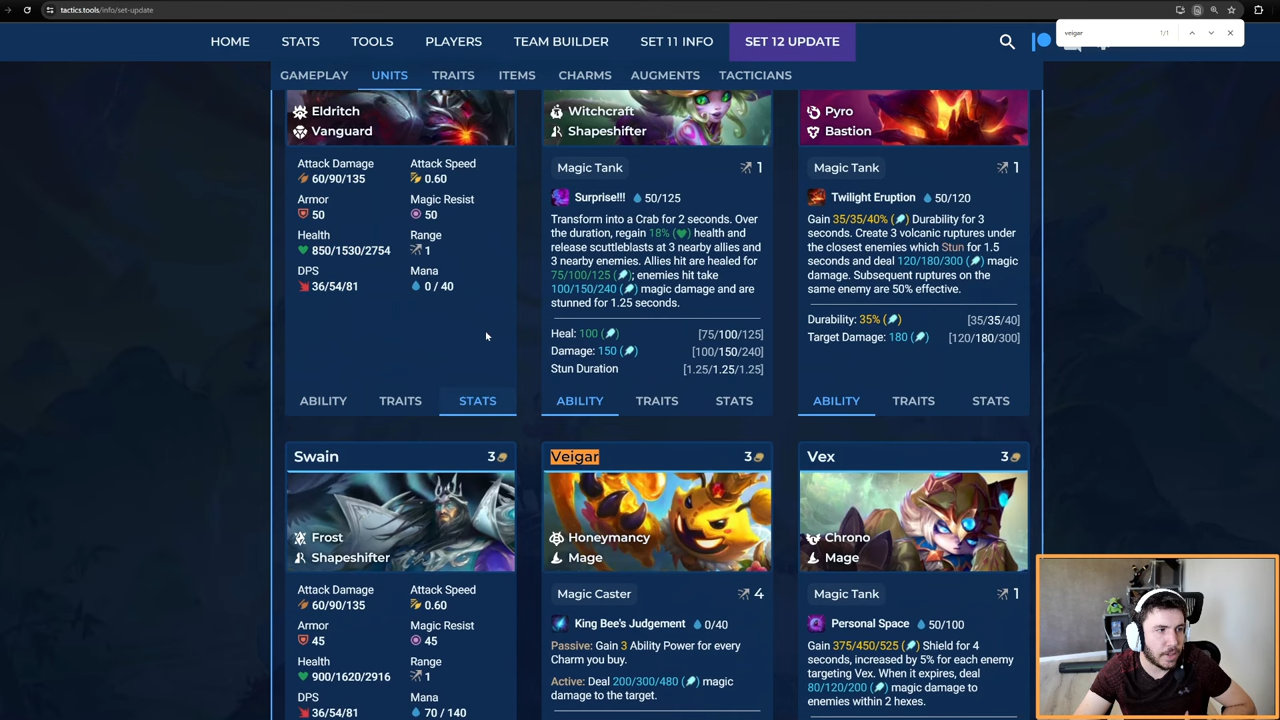 tactics.tools/info/set-update
veigar
1/1
HOME
STATS
TOOLS
PLAYERS
TEAM BUILDER
SET 11 INFO
SET 12 UPDATE
GAMEPLAY
UNITS
TRAITS
ITEMS
CHARMS
AUGMENTS
TACTICIANS
Eldritch
Vanguard
Attack Damage
60/90/135
Attack Speed
0.60
Armor
50
Magic Resist
50
Health
850/1530/2754
Range
1
DPS
36/54/81
Mana
0 / 40
ABILITY
TRAITS
STATS
Witchcraft
Shapeshifter
Magic Tank
1
Surprise!!! 50/125
Transform into a Crab for 2 seconds. Over
the duration, regain 18% ( ) health and
release scuttleblasts at 3 nearby allies and
3 nearby enemies. Allies hit are healed for
75/100/125 ( ); enemies hit take
100/150/240 ( ) magic damage and are
stunned for 1.25 seconds.
Heal: 100 ( ) [75/100/125]
Damage: 150 ( ) [100/150/240]
Stun Duration [1.25/1.25/1.25]
ABILITY
TRAITS
STATS
Pyro
Bastion
Magic Tank
1
Twilight Eruption 50/120
Gain 35/35/40% ( ) Durability for 3
seconds. Create 3 volcanic ruptures under
the closest enemies which Stun for 1.5
seconds and deal 120/180/300 ( ) magic
damage. Subsequent ruptures on the
same enemy are 50% effective.
Durability: 35% ( ) [35/35/40]
Target Damage: 180 ( ) [120/180/300]
ABILITY
TRAITS
STATS
Swain 3
Frost
Shapeshifter
Attack Damage
60/90/135
Attack Speed
0.60
Armor
45
Magic Resist
45
Health
900/1620/2916
Range
1
DPS
36/54/81
Mana
70 / 140
Veigar 3
Honeymancy
Mage
Magic Caster
4
King Bee's Judgement 0/40
Passive: Gain 3 Ability Power for every
Charm you buy.
Active: Deal 200/300/480 ( ) magic
damage to the target.
Vex 3
Chrono
Mage
Magic Tank
1
Personal Space 50/100
Gain 375/450/525 ( ) Shield for 4
seconds, increased by 5% for each enemy
targeting Vex. When it expires, deal
80/120/200 ( ) magic damage to
enemies within 2 hexes.